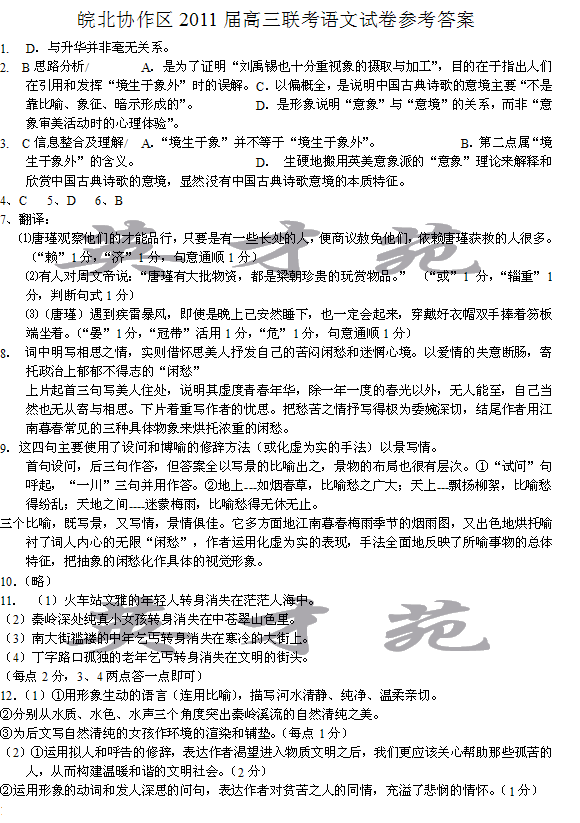 皖北协作区 2011 届高三联考语文试卷参考答案
1. D．与升华并非毫无关系。
2. B 思路分析/ A．是为了证明“刘禹锡也十分重视象的摄取与加工”，目的在于指出人们
在引用和发挥“境生于象外”时的误解。C．以偏概全，是说明中国古典诗歌的意境主要“不是
靠比喻、象征、暗示形成的”。 D．是形象说明“意象”与“意境”的关系，而非“意
象审美活动时的心理体验”。
3. C 信息整合及理解/ A．“境生于象”并不等于“境生于象外”。 B．第二点属“境
生于象外”的含义。 D． 生硬地搬用英美意象派的“意象”理论来解释和
欣赏中国古典诗歌的意境，显然没有中国古典诗歌意境的本质特征。
4、C 5、D 6、B
7、翻译：
⑴唐瑾观察他们的才能品行，只要是有一些长处的人，便商议赦免他们，依赖唐瑾获救的人很多。
（“赖”1分，“济”1分，句意通顺1分）
⑵有人对周文帝说：“唐瑾有大批物资，都是梁朝珍贵的玩赏物品。”（“或”1 分，“辎重”1
分，判断句式1分）
⑶（唐瑾）遇到疾雷暴风，即使是晚上已安然睡下，也一定会起来，穿戴好衣帽双手捧着笏板
端坐着。（“晏”1分，“冠带”活用1分，“危”1分，句意通顺1分）
8． 词中明写相思之情，实则借怀思美人抒发自己的苦闷闲愁和迷惘心境。以爱情的失意断肠，寄
托政治上郁郁不得志的“闲愁”
上片起首三句写美人住处，说明其虚度青春年华，除一年一度的春光以外，无人能至，自己当
然也无从寄与相思。下片着重写作者的忧思。把愁苦之情抒写得极为委婉深切，结尾作者用江
南暮春常见的三种具体物象来烘托浓重的闲愁。
9．这四句主要使用了设问和博喻的修辞方法（或化虚为实的手法）以景写情。
首句设问，后三句作答，但答案全以写景的比喻出之，景物的布局也很有层次。①“试问”句
呼起，“一川”三句并用作答。②地上---如烟春草，比喻愁之广大；天上---飘扬柳絮，比喻愁
得纷乱；天地之间----迷蒙梅雨，比喻愁得无休无止。
三个比喻，既写景，又写情，景情俱佳。它多方面地江南暮春梅雨季节的烟雨图，又出色地烘托喻
衬了词人内心的无限“闲愁”，作者运用化虚为实的表现，手法全面地反映了所喻事物的总体
特征，把抽象的闲愁化作具体的视觉形象。
10．（略）
11. （1）火车站文雅的年轻人转身消失在茫茫人海中。
（2）秦岭深处纯真小女孩转身消失在中苍翠山色里。
（3）南大街褴褛的中年乞丐转身消失在寒冷的大街上。
（4）丁字路口孤独的老年乞丐转身消失在文明的街头。
（每点 2 分，3、4两点答一点即可）
12.（1）①用形象生动的语言（连用比喻），描写河水清静、纯净、温柔亲切。
②分别从水质、水色、水声三个角度突出秦岭溪流的自然清纯之美。
③为后文写自然清纯的女孩作环境的渲染和铺垫。（每点 1分）
（2）①运用拟人和呼告的修辞，表达作者渴望进入物质文明之后，我们更应该关心帮助那些孤苦的
人，从而构建温暖和谐的文明社会。（2分）
②运用形象的动词和发人深思的问句，表达作者对贫苦之人的同情，充溢了悲悯的情怀。（1分）
英才苑
英才苑